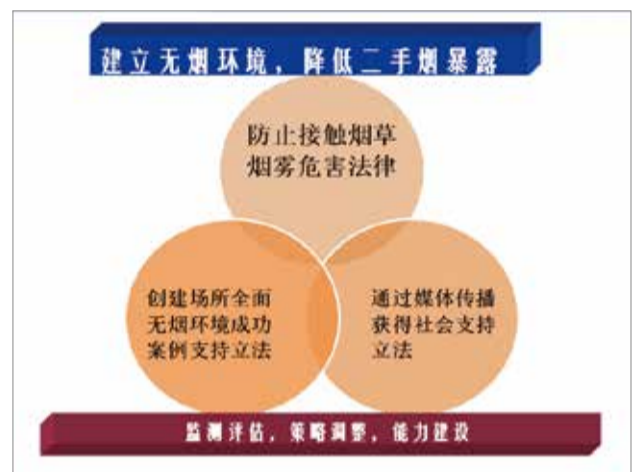 建立无烟环境，降低二手烟暴露
防止接触烟草
烟雾危害法律
创建场所全面
无烟环境成功
案例支持立法
通过媒体传播
获得社会支持
立法
监测评估，策略调整，能力建设